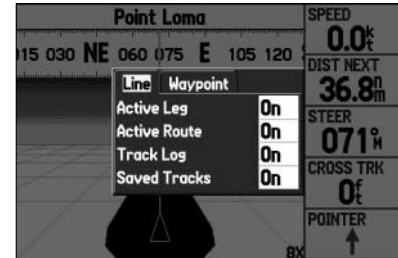 Point Loma
015 030 NE 060 075 E 105 120
Line Waypoint
Active Leg On
Active Route On
Track Log On
Saved Tracks On
8X
SPEED
0.0kt
DIST NEXT
36.8nm
STEER
071°M
CROSS TRK
0ft
POINTER